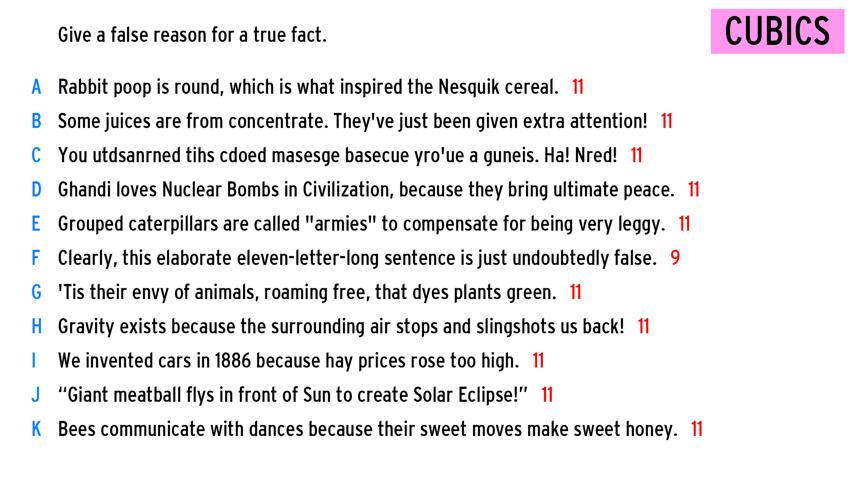 Give a false reason for a true fact.
CUBICS
A Rabbit poop is round, which is what inspired the Nesquik cereal. 11
B Some juices are from concentrate. They've just been given extra attention! 11
C You utdsanrned tihs cdoed masesge basecue yro'ue a guneis. Ha! Nred! 11
D Ghandi loves Nuclear Bombs in Civilization, because they bring ultimate peace. 11
E Grouped caterpillars are called "armies" to compensate for being very leggy. 11
F Clearly, this elaborate eleven-letter-long sentence is just undoubtedly false. 9
G 'Tis their envy of animals, roaming free, that dyes plants green. 11
H Gravity exists because the surrounding air stops and slingshots us back! 11
I We invented cars in 1886 because hay prices rose too high. 11
J “Giant meatball flys in front of Sun to create Solar Eclipse!” 11
K Bees communicate with dances because their sweet moves make sweet honey. 11